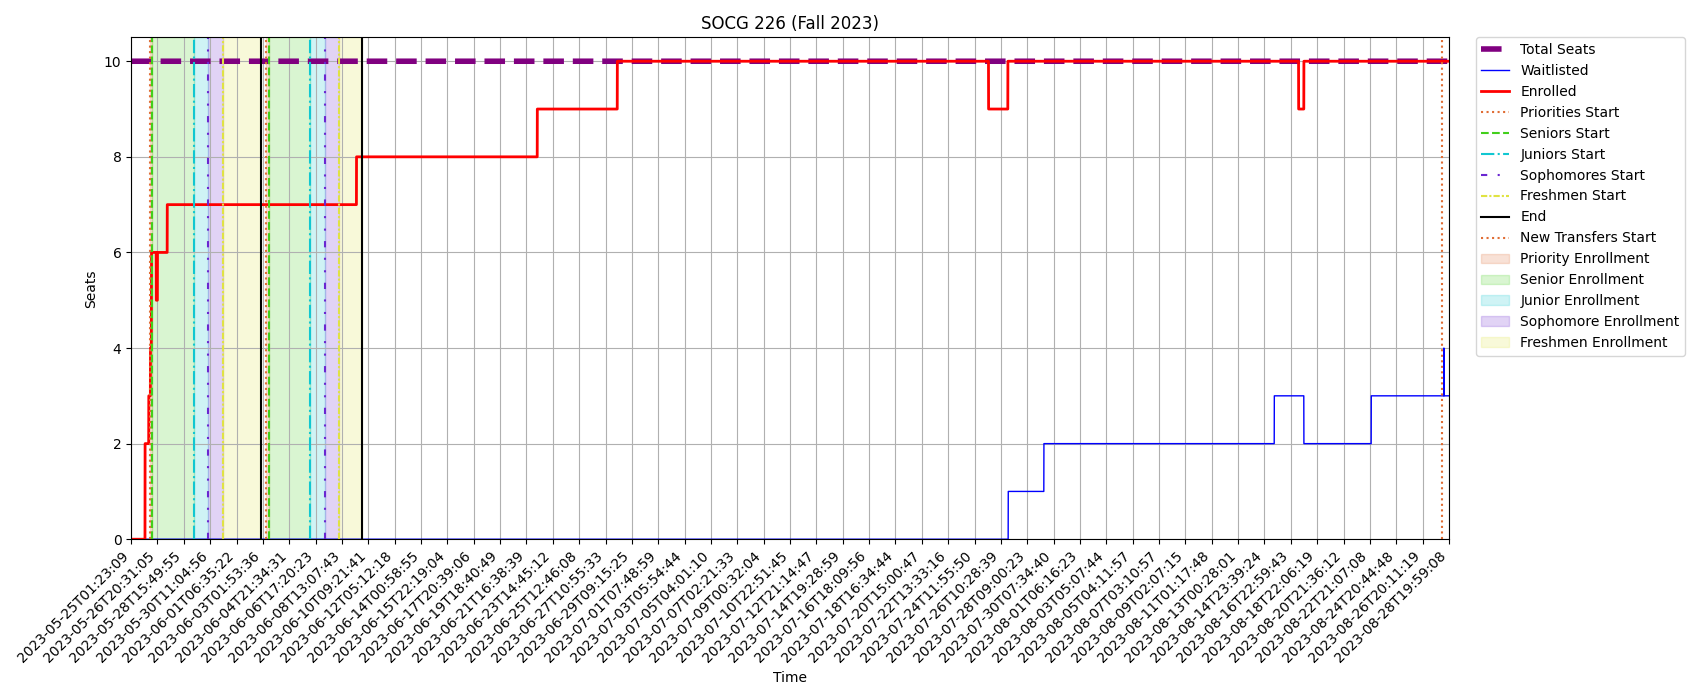 SOCG 226 (Fall 2023)
10
8
6
4
2
0
Seats
2023-05-25T01:23:09
2023-05-26T20:31:05
2023-05-28T15:49:55
2023-05-30T11:04:56
2023-06-01T06:35:22
2023-06-03T01:53:36
2023-06-04T21:34:31
2023-06-06T17:20:23
2023-06-08T13:07:43
2023-06-10T09:21:41
2023-06-12T05:12:18
2023-06-14T00:58:55
2023-06-15T22:19:04
2023-06-17T20:39:06
2023-06-19T18:40:49
2023-06-21T16:38:39
2023-06-23T14:45:12
2023-06-25T12:46:08
2023-06-27T10:55:33
2023-06-29T09:15:25
2023-07-01T07:48:59
2023-07-03T05:54:44
2023-07-05T04:01:10
2023-07-07T02:21:33
2023-07-09T00:32:04
2023-07-10T22:51:45
2023-07-12T21:14:47
2023-07-14T19:28:59
2023-07-16T18:09:56
2023-07-18T16:34:44
2023-07-20T15:00:47
2023-07-22T13:33:16
2023-07-24T11:55:50
2023-07-26T10:28:39
2023-07-28T09:00:23
2023-07-30T07:34:40
2023-08-01T06:16:23
2023-08-03T05:07:44
2023-08-05T04:11:57
2023-08-07T03:10:57
2023-08-09T02:07:15
2023-08-11T01:17:48
2023-08-13T00:28:01
2023-08-14T23:39:24
2023-08-16T22:59:43
2023-08-18T22:06:19
2023-08-20T21:36:12
2023-08-22T21:07:08
2023-08-24T20:44:48
2023-08-26T20:11:19
2023-08-28T19:59:08
Time
Total Seats
Waitlisted
Enrolled
Priorities Start
Seniors Start
Juniors Start
Sophomores Start
Freshmen Start
End
New Transfers Start
Priority Enrollment
Senior Enrollment
Junior Enrollment
Sophomore Enrollment
Freshmen Enrollment